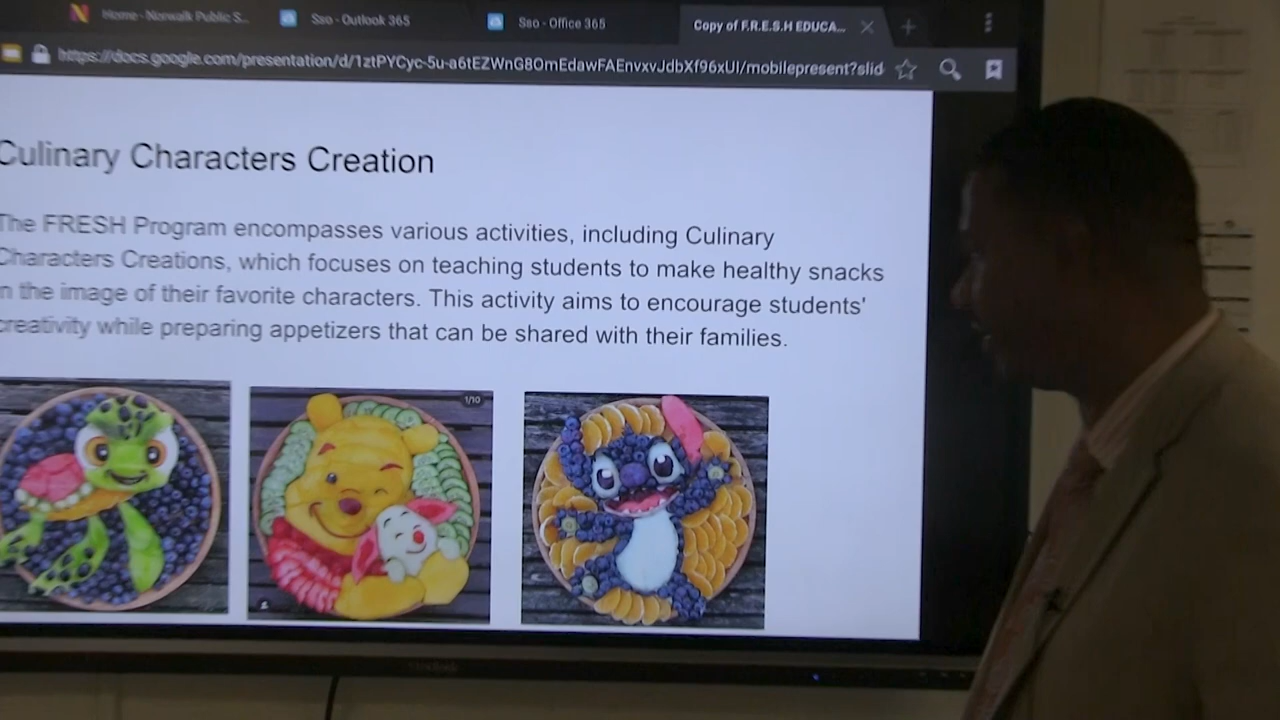 Home - Norwalk Public S...
Sso - Outlook 365
Sso - Office 365
Copy of F.R.E.S.H EDUCA...
https://docs.google.com/presentation/d/1ztPYCyc-5u-a6tEZWnG8OmEdawFAEnvxvJdbXf96xUI/mobilepresent?slid
Culinary Characters Creation
The FRESH Program encompasses various activities, including Culinary
Characters Creations, which focuses on teaching students to make healthy snacks
in the image of their favorite characters. This activity aims to encourage students'
creativity while preparing appetizers that can be shared with their families.
1/10